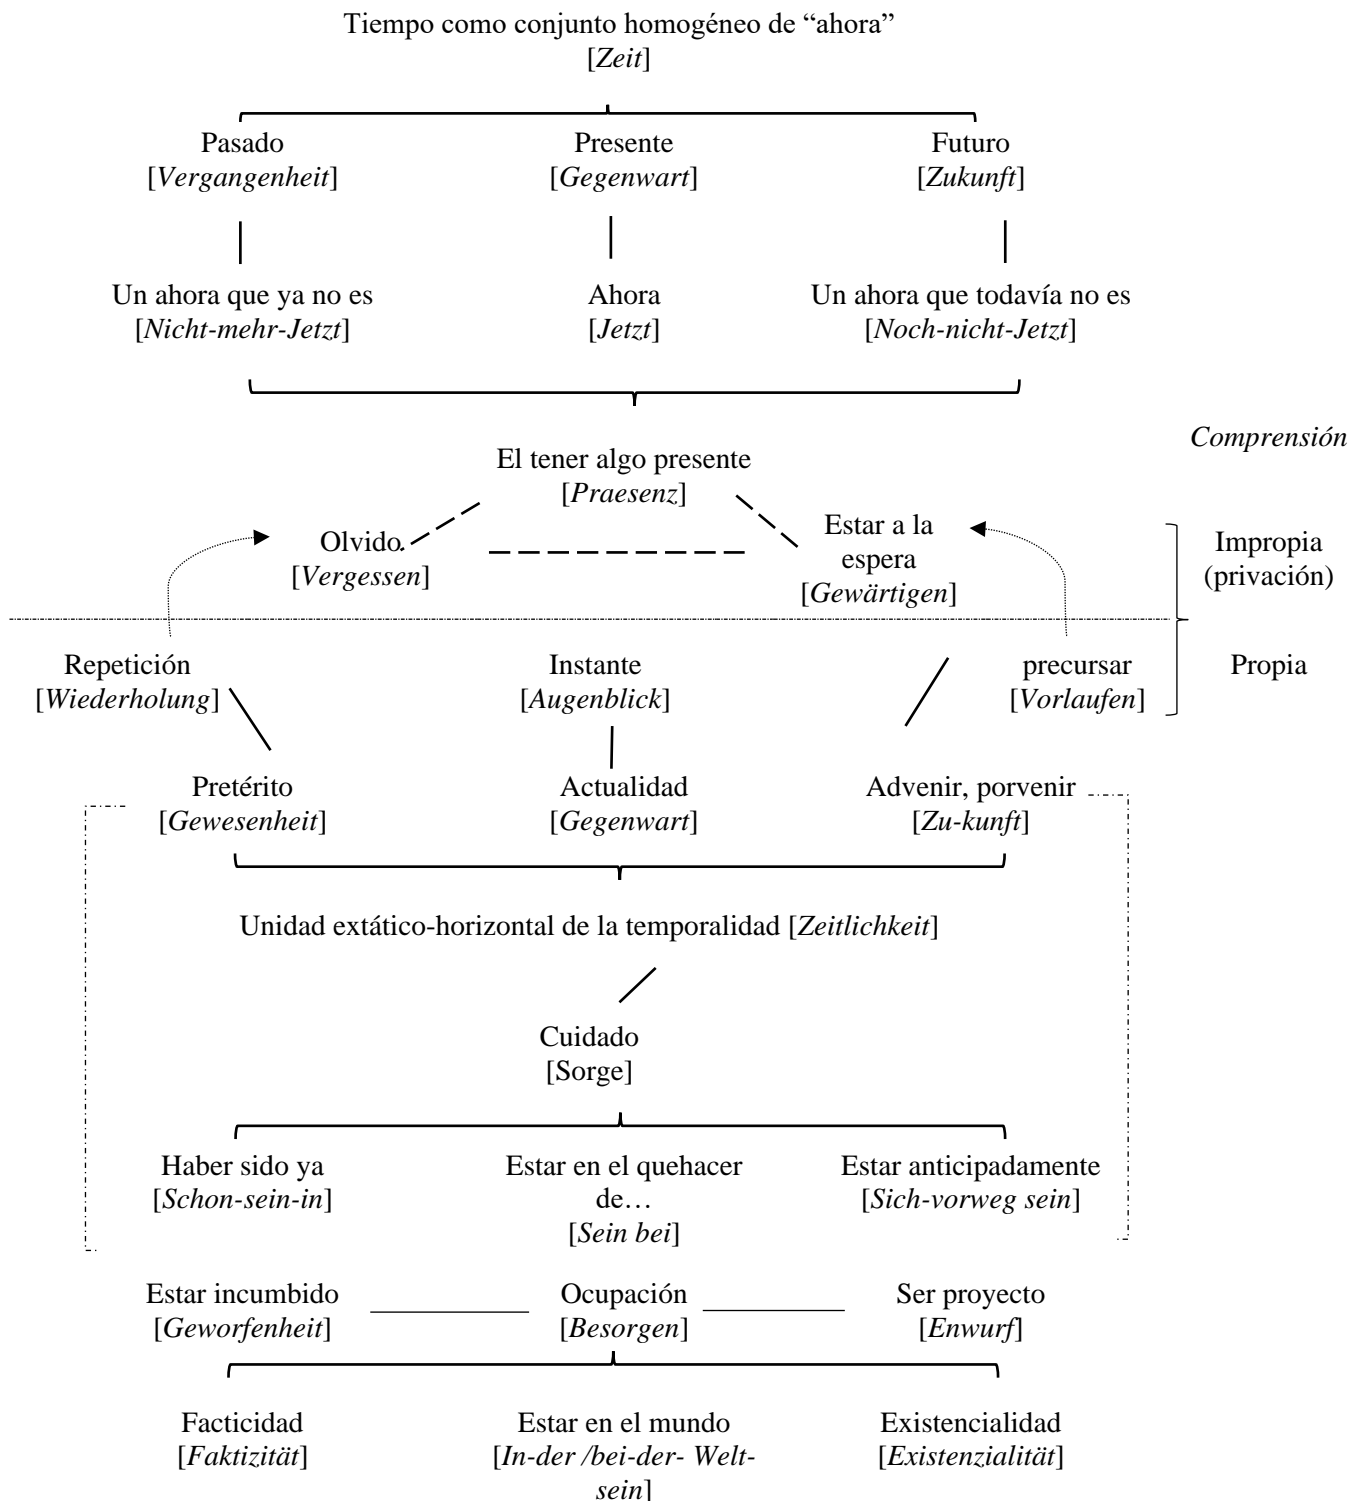 Tiempo como conjunto homogéneo de “ahora”
[Zeit]
Pasado
[Vergangenheit]
Presente
[Gegenwart]
Futuro
[Zukunft]
Un ahora que ya no es
[Nicht-mehr-Jetzt]
Ahora
[Jetzt]
Un ahora que todavía no es
[Noch-nicht-Jetzt]
Comprensión
El tener algo presente
[Praesenz]
Olvido.
[Vergessen]
Estar a la
espera
[Gewärtigen]
Impropia
(privación)
Repetición
[Wiederholung]
Instante
[Augenblick]
precursar
[Vorlaufen]
Propia
Pretérito
[Gewesenheit]
Actualidad
[Gegenwart]
Advenir, porvenir
[Zu-kunft]
Unidad extático-horizontal de la temporalidad [Zeitlichkeit]
Cuidado
[Sorge]
Haber sido ya
[Schon-sein-in]
Estar en el quehacer
de…
[Sein bei]
Estar anticipadamente
[Sich-vorweg sein]
Estar incumbido
[Geworfenheit]
Ocupación
[Besorgen]
Ser proyecto
[Enwurf]
Facticidad
[Faktizität]
Estar en el mundo
[In-der /bei-der- Welt-
sein]
Existencialidad
[Existenzialität]